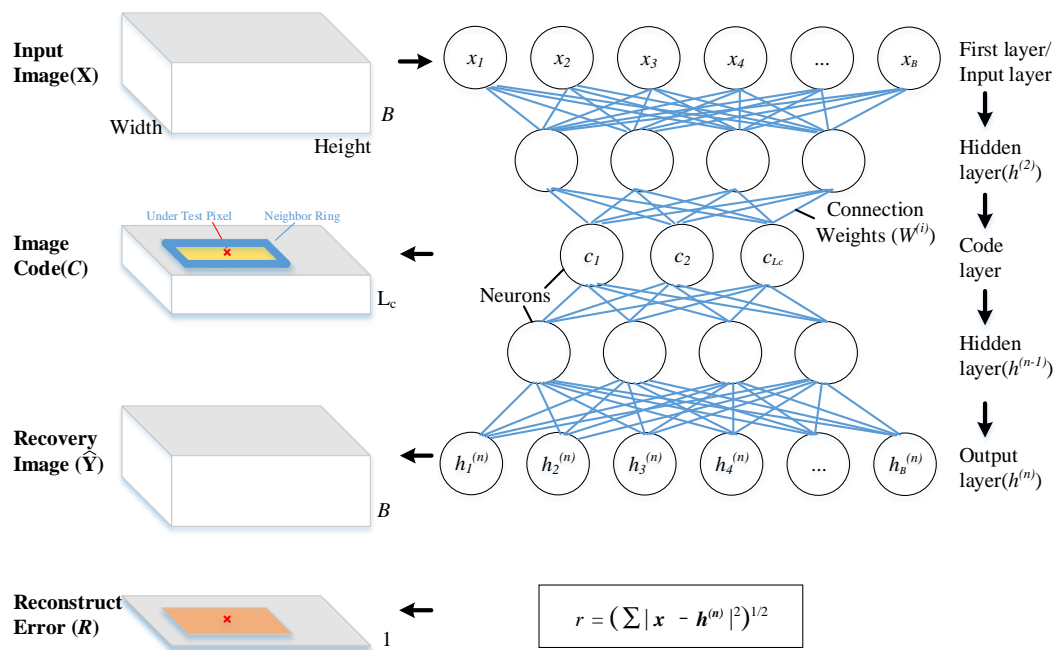 Input
Image(X)
Width
Height
B
x1
x2
x3
x4
...
xB
First layer/
Input layer
Hidden
layer(h(2))
Connection
Weights (W(i))
Under Test Pixel
Neighbor Ring
Image
Code(C)
Lc
c1
c2
cLc
Code
layer
Neurons
Hidden
layer(h(n-1))
Recovery
Image (Ŷ)
B
h1(n)
h2(n)
h3(n)
h4(n)
...
hB(n)
Output
layer(h(n))
Reconstruct
Error (R)
1
r = (∑ | x - h(n) |2)1/2